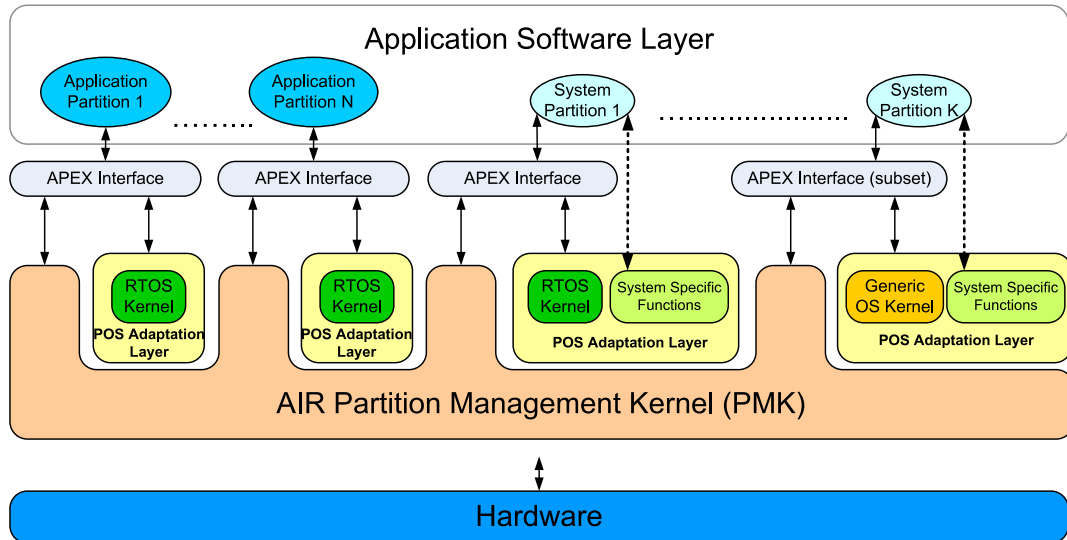 Application Software Layer
Application
Partition 1
Application
Partition N
System
Partition 1
System
Partition K
APEX Interface
APEX Interface
APEX Interface
APEX Interface (subset)
RTOS
Kernel
POS Adaptation
Layer
RTOS
Kernel
POS Adaptation
Layer
RTOS
Kernel
System Specific
Functions
POS Adaptation Layer
Generic
OS Kernel
System Specific
Functions
POS Adaptation Layer
AIR Partition Management Kernel (PMK)
Hardware